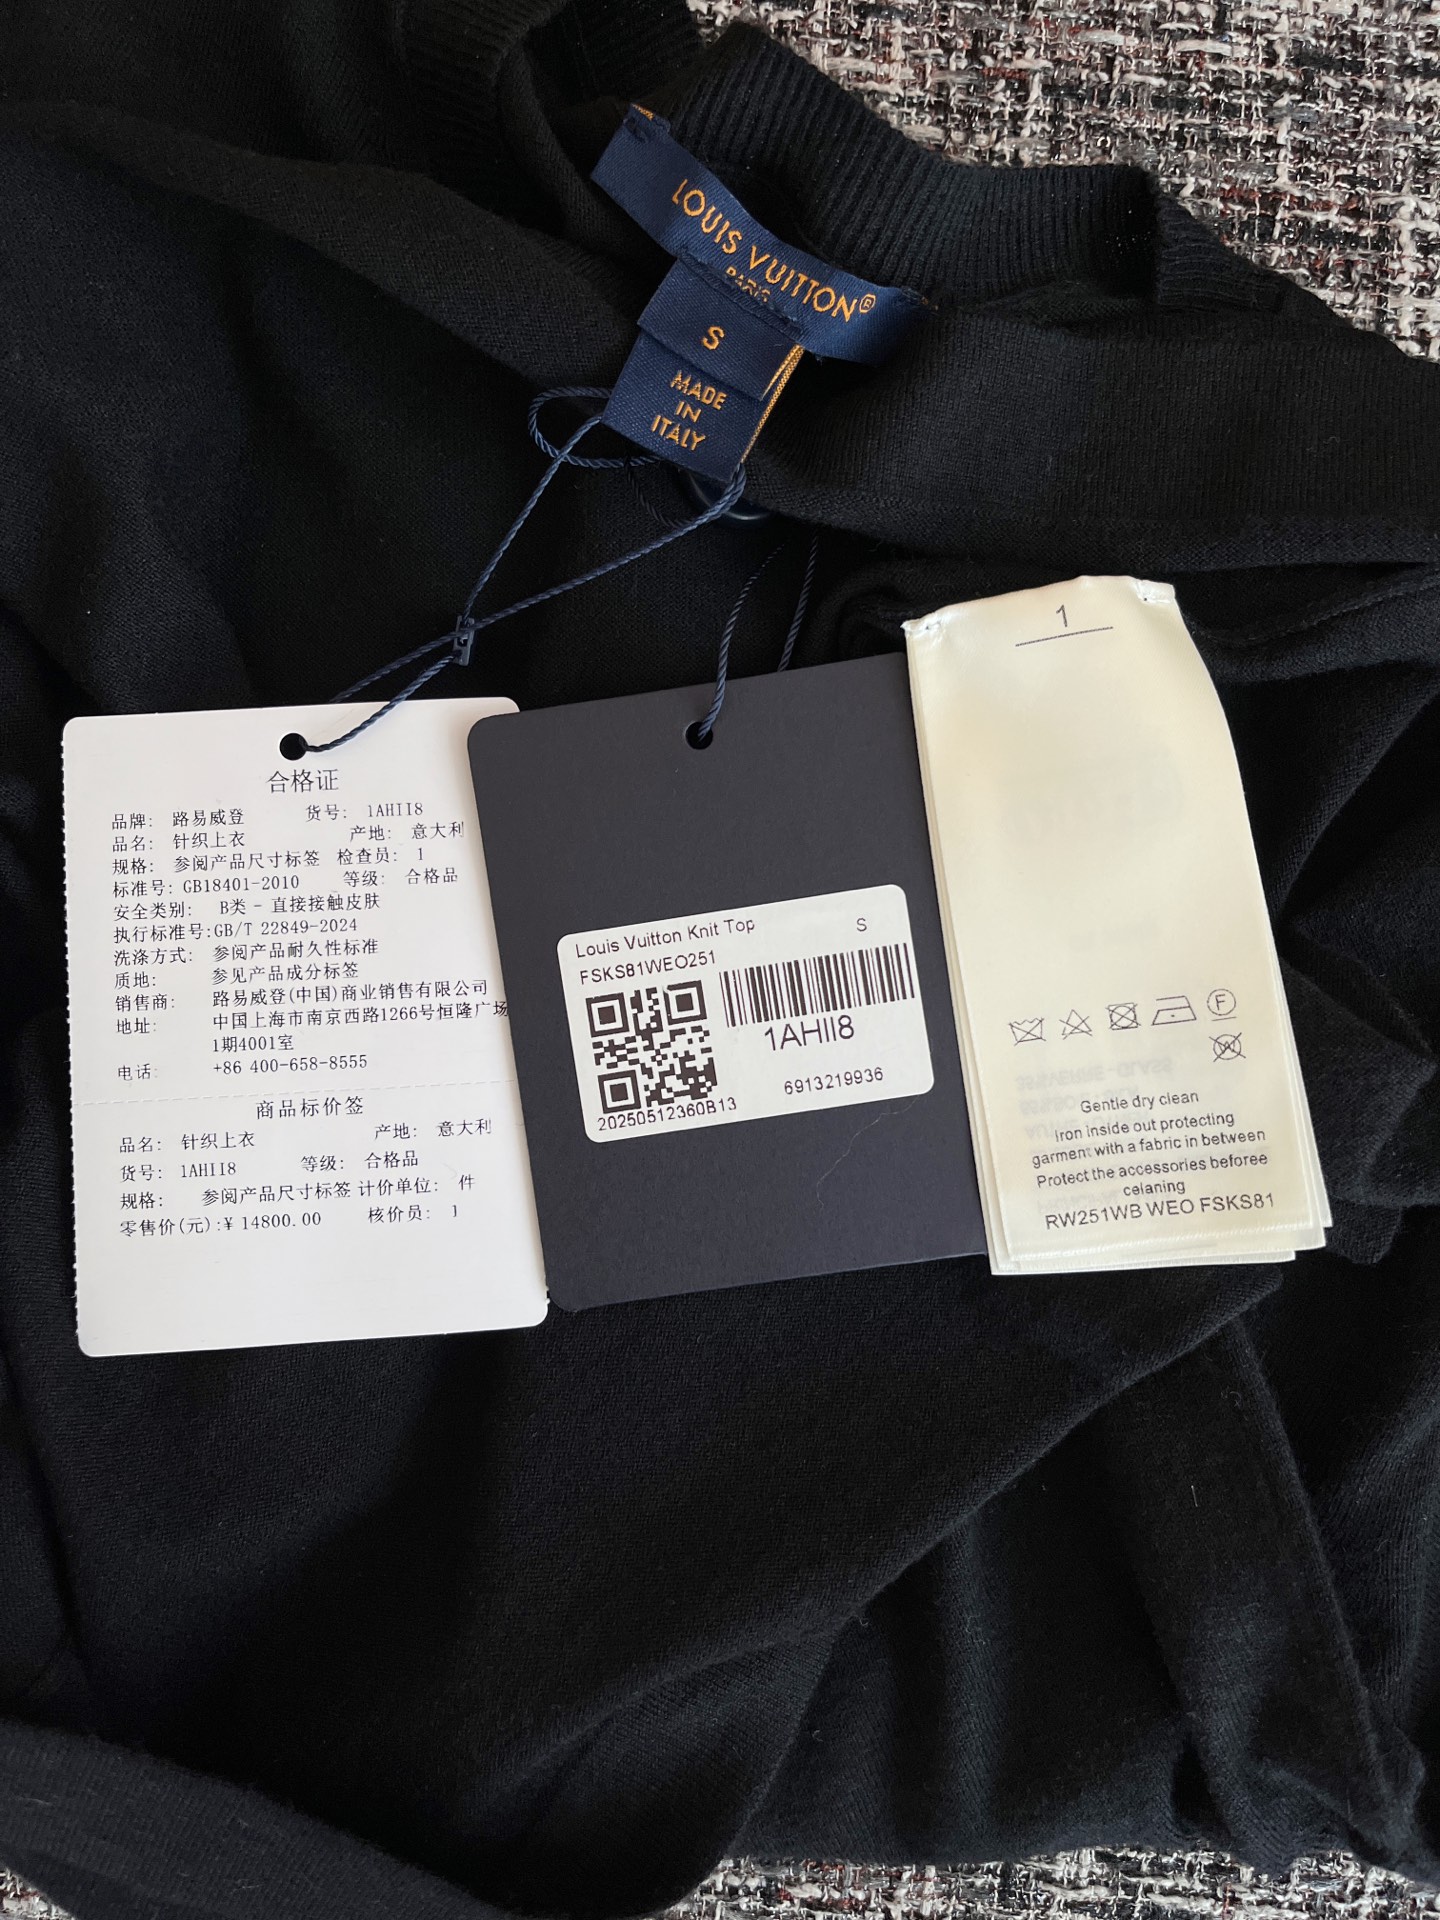 LOUIS VUITTON®
PARIS
S
MADE
IN
ITALY
合格证
品牌: 路易威登 货号: 1AHII8
品名: 针织上衣 产地: 意大利
规格: 参阅产品尺寸标签 检查员: 1
标准号: GB18401-2010 等级: 合格品
安全类别: B类 - 直接接触皮肤
执行标准号:GB/T 22849-2024
洗涤方式: 参阅产品耐久性标准
质地: 参见产品成分标签
销售商: 路易威登(中国)商业销售有限公司
地址: 中国上海市南京西路1266号恒隆广场
1期4001室
电话: +86 400-658-8555
商品标价签
品名: 针织上衣 产地: 意大利
货号: 1AHII8 等级: 合格品
规格: 参阅产品尺寸标签 计价单位: 件
零售价(元):¥ 14800.00 核价员: 1
Louis Vuitton Knit Top S
FSKS81WEO251
1AHII8
6913219936
20250512360B13
1
F
W
Gentle dry clean
Iron inside out protecting
garment with a fabric in between
Protect the accessories beforee
celaning
RW251WB WEO FSKS81